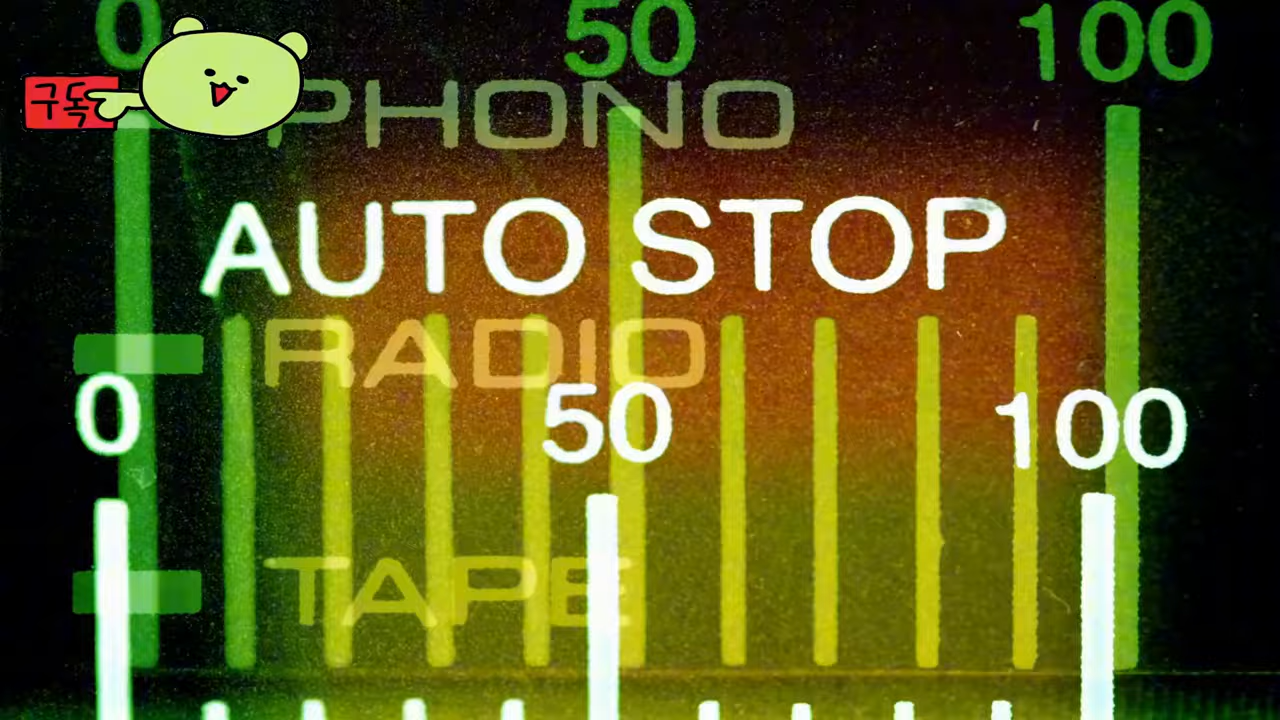 0 50 100
구독
PHONO
AUTO STOP
RADIO
0 50 100
TAPE